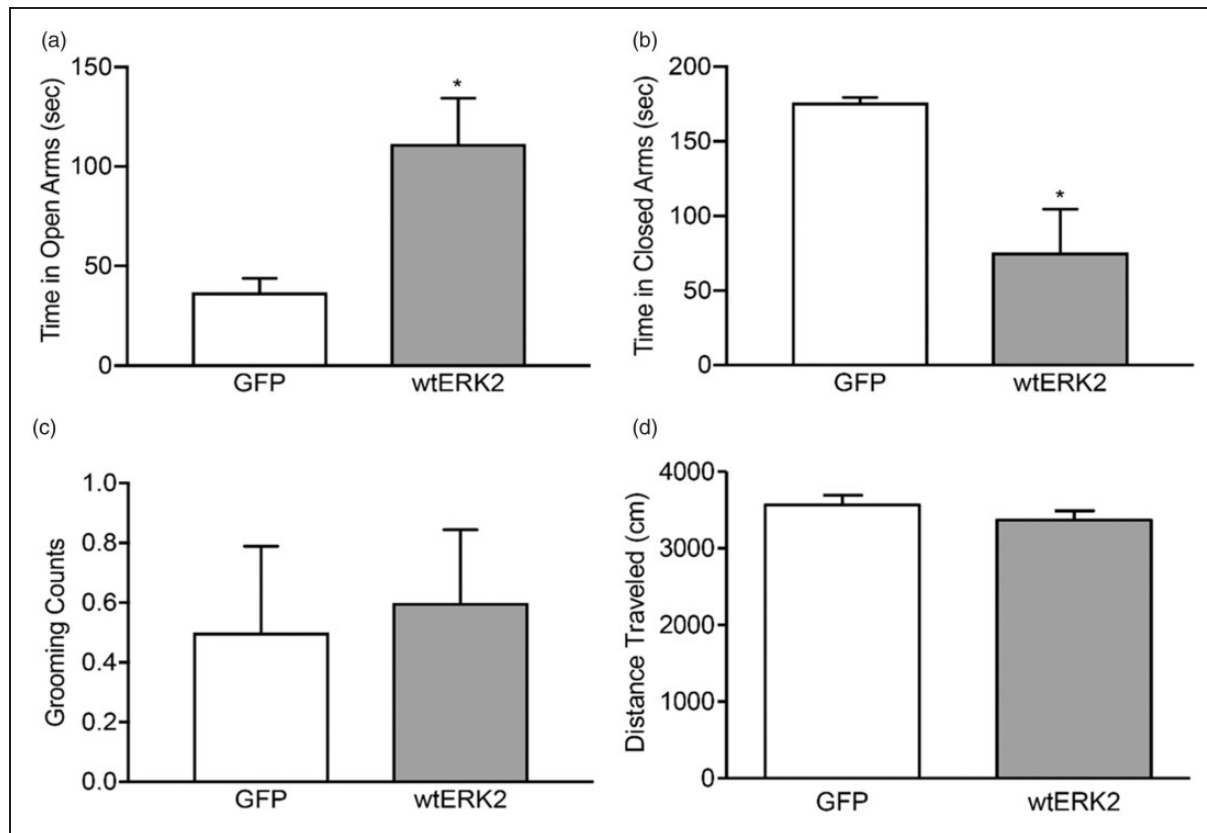 (a)
Time in Open Arms (sec)
150
100
50
0
*
GFP
wtERK2
(b)
Time in Closed Arms (sec)
200
150
100
50
0
*
GFP
wtERK2
(c)
Grooming Counts
1.0
0.8
0.6
0.4
0.2
0.0
GFP
wtERK2
(d)
Distance Traveled (cm)
4000
3000
2000
1000
0
GFP
wtERK2